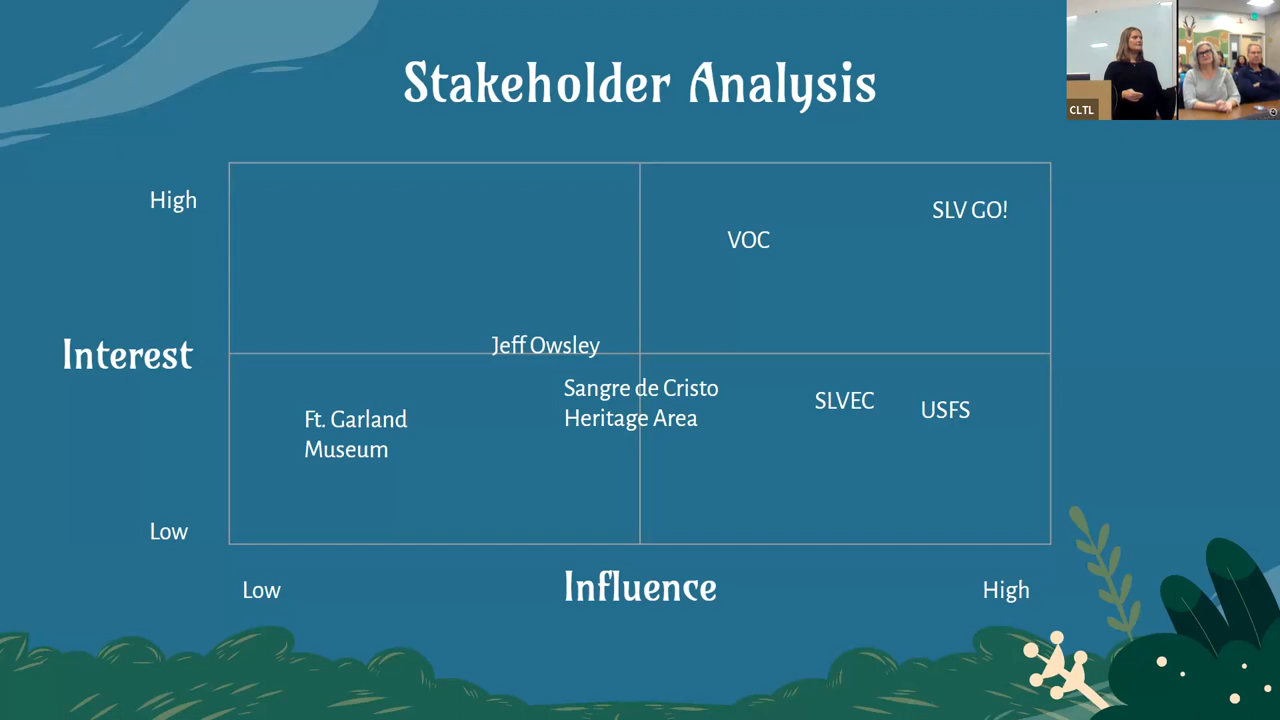 Stakeholder Analysis
CLTL
High
SLV GO!
VOC
Jeff Owsley
Interest
Sangre de Cristo
Heritage Area
SLVEC
USFS
Ft. Garland
Museum
Low
Low
Influence
High